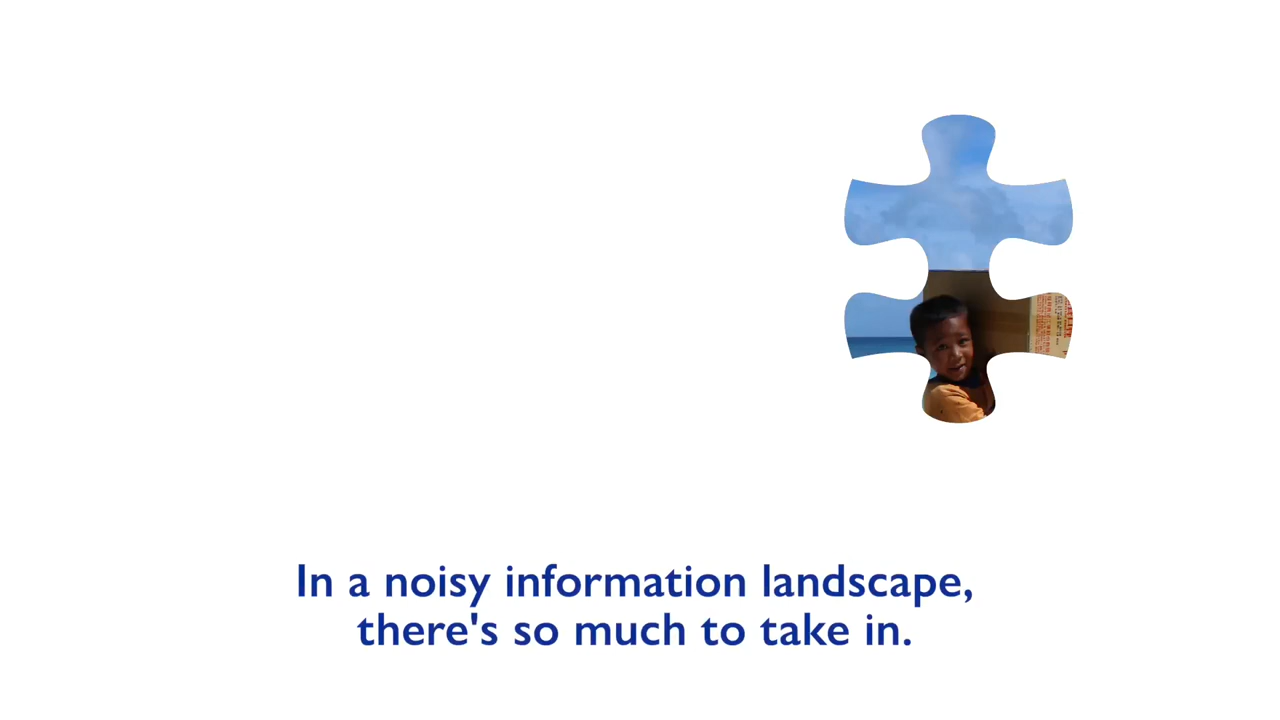 In a noisy information landscape,
there's so much to take in.